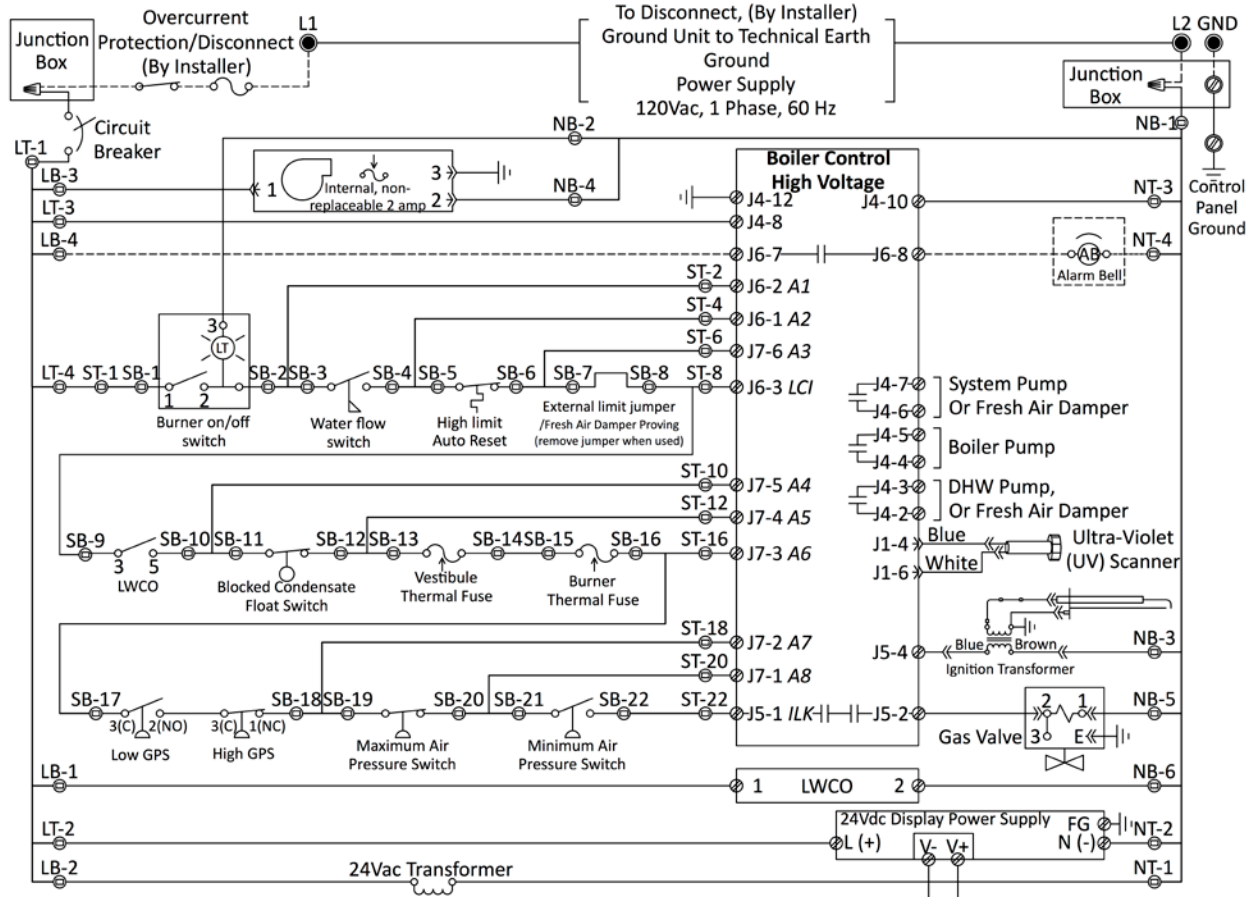 Overcurrent
Protection/Disconnect
(By Installer)
L1
To Disconnect, (By Installer)
Ground Unit to Technical Earth
Ground
Power Supply
120Vac, 1 Phase, 60 Hz
L2 GND
Junction
Box
Junction
Box
Circuit
Breaker
NB-1
NB-2
LT-1
LB-3
1
Internal, non-
replaceable 2 amp
3
2
NB-4
Boiler Control
High Voltage
Control
Panel
Ground
J4-12
J4-10
NT-3
LT-3
J4-8
LB-4
J6-7
J6-8
AB
Alarm Bell
NT-4
ST-2
J6-2 A1
ST-4
J6-1 A2
ST-6
J7-6 A3
3
LT
LT-4
ST-1
SB-1
1
2
Burner on/off
switch
SB-2
SB-3
Water flow
switch
SB-4
SB-5
High limit
Auto Reset
SB-6
SB-7
SB-8
External limit jumper
/Fresh Air Damper Proving
(remove jumper when used)
ST-8
J6-3 LCI
J4-7
J4-6
System Pump
Or Fresh Air Damper
J4-5
J4-4
Boiler Pump
J4-3
J4-2
DHW Pump,
Or Fresh Air Damper
ST-10
J7-5 A4
ST-12
J7-4 A5
SB-9
3
5
LWCO
SB-10
SB-11
Blocked Condensate
Float Switch
SB-12
SB-13
Vestibule
Thermal Fuse
SB-14
SB-15
Burner
Thermal Fuse
SB-16
ST-16
J7-3 A6
J1-4
Blue
J1-6
White
Ultra-Violet
(UV) Scanner
ST-18
J7-2 A7
ST-20
J7-1 A8
J5-4
Blue
Brown
Ignition Transformer
NB-3
SB-17
3(C)
2(NO)
Low GPS
3(C)
1(NC)
High GPS
SB-18
SB-19
Maximum Air
Pressure Switch
SB-20
SB-21
Minimum Air
Pressure Switch
SB-22
ST-22
J5-1 ILK
J5-2
Gas Valve
2
1
3
E
NB-5
LB-1
1
LWCO
2
NB-6
LT-2
24Vdc Display Power Supply
L (+)
V-
V+
FG
N (-)
NT-2
LB-2
24Vac Transformer
NT-1